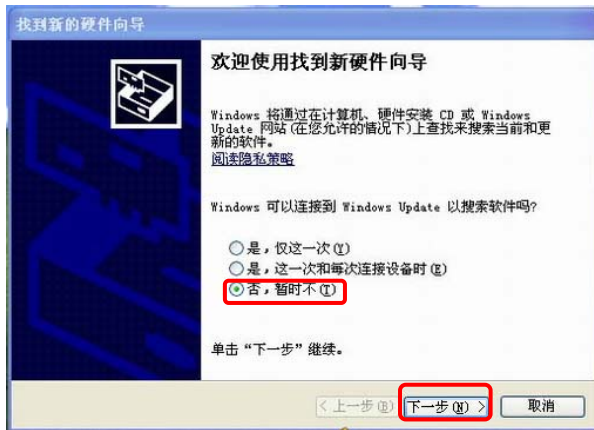 找到新的硬件向导
欢迎使用找到新硬件向导
Windows 将通过在计算机、硬件安装 CD 或 Windows
Update 网站(在您允许的情况下)上查找来搜索当前和更
新的软件。
阅读隐私策略
Windows 可以连接到 Windows Update 以搜索软件吗?
是，仅这一次(Y)
是，这一次和每次连接设备时(E)
否，暂时不(T)
单击“下一步”继续。
< 上一步(B) 下一步(N) > 取消